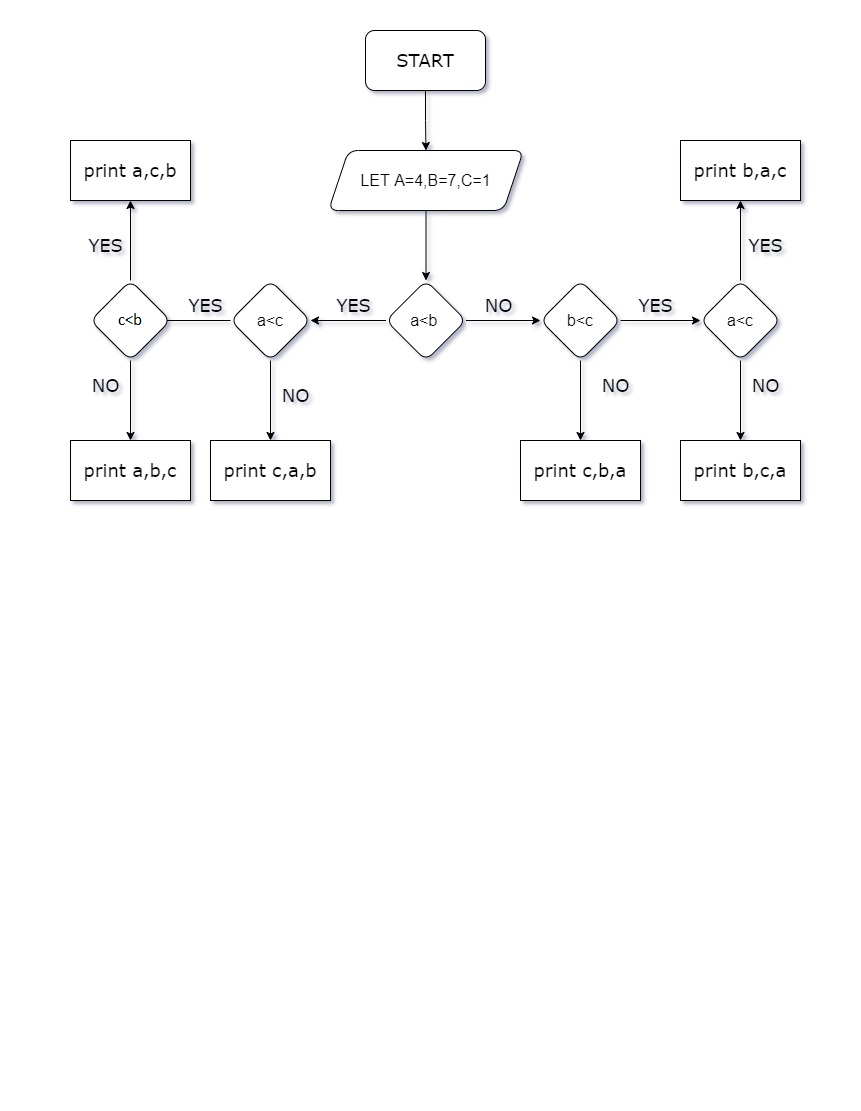 START
LET A=4,B=7,C=1
print a,c,b
print b,a,c
YES
YES
c<b
YES
a<c
YES
a<b
NO
b<c
YES
a<c
NO
NO
NO
NO
print a,b,c
print c,a,b
print c,b,a
print b,c,a